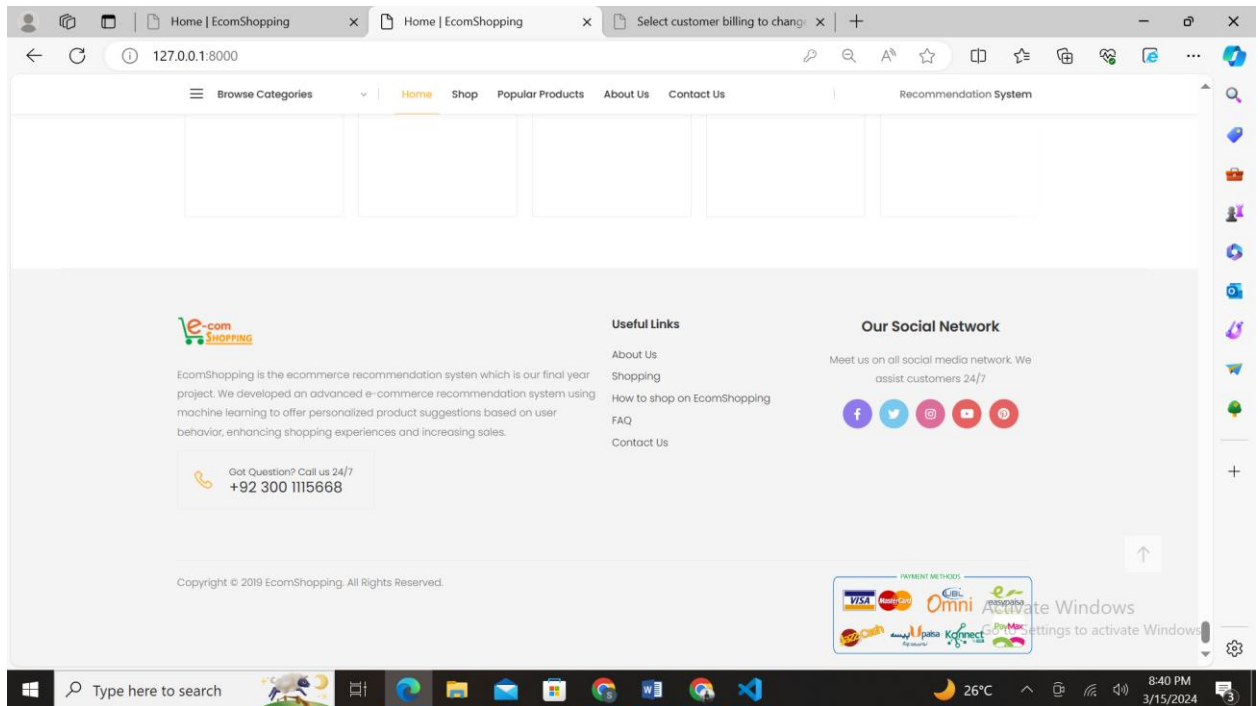 Home | EcomShopping
Home | EcomShopping
Select customer billing to chang
127.0.0.1:8000
Browse Categories
Home Shop Popular Products About Us Contact Us
Recommendation System
e-com
SHOPPING
EcomShopping is the ecommerce recommendation systen which is our final year
project. We developed an advanced e-commerce recommendation system using
machine learning to offer personalized product suggestions based on user
behavior, enhancing shopping experiences and increasing sales.
Got Question? Call us 24/7
+92 300 1115668
Useful Links
About Us
Shopping
How to shop on EcomShopping
FAQ
Contact Us
Our Social Network
Meet us on all social media network. We
assist customers 24/7
Copyright © 2019 EcomShopping. All Rights Reserved.
PAYMENT METHODS
VISA MasterCard UBL Omni easypaisa
Cash Upaisa Konnect PayMax
Activate Windows
Go to Settings to activate Windows
Type here to search
26°C
8:40 PM
3/15/2024
3